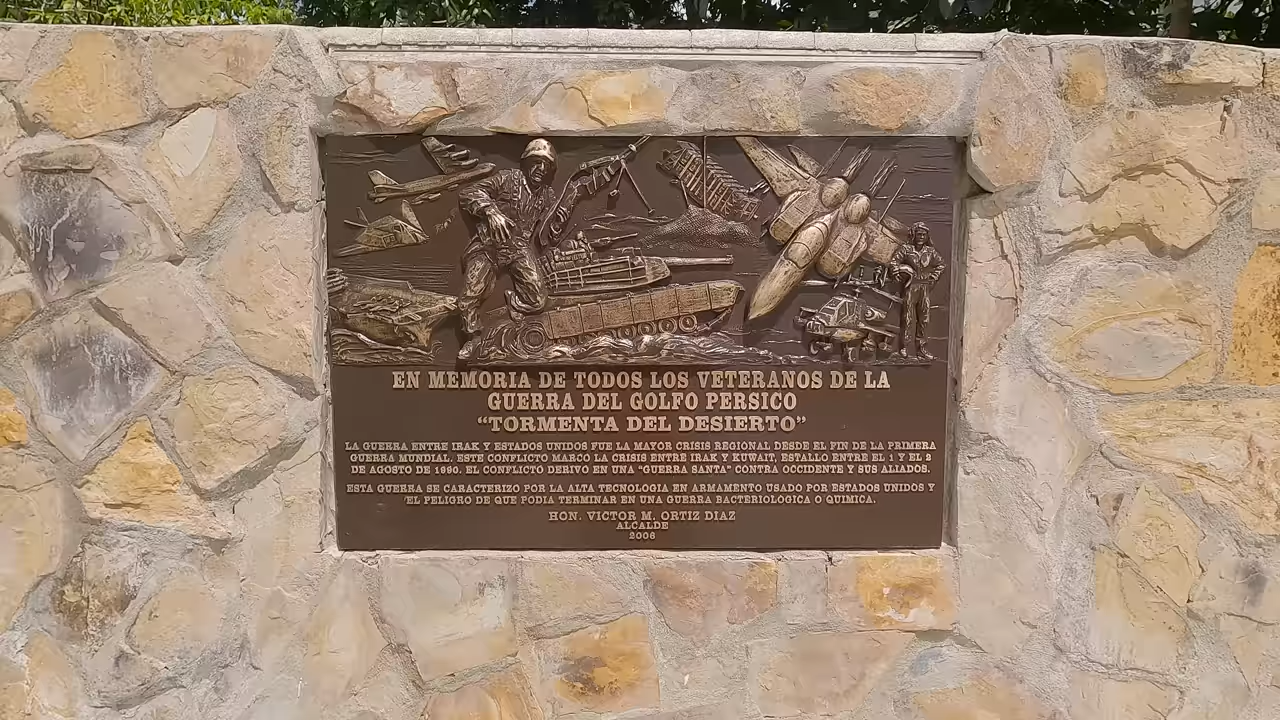 EN MEMORIA DE TODOS LOS VETERANOS DE LA
GUERRA DEL GOLFO PERSICO
“TORMENTA DEL DESIERTO”
LA GUERRA ENTRE IRAK Y ESTADOS UNIDOS FUE LA MAYOR CRISIS REGIONAL DESDE EL FIN DE LA PRIMERA
GUERRA MUNDIAL. ESTE CONFLICTO MARCO LA CRISIS ENTRE IRAK Y KUWAIT, ESTALLO ENTRE EL 1 Y EL 2
DE AGOSTO DE 1990. EL CONFLICTO DERIVO EN UNA “GUERRA SANTA” CONTRA OCCIDENTE Y SUS ALIADOS.
ESTA GUERRA SE CARACTERIZO POR LA ALTA TECNOLOGIA EN ARMAMENTO USADO POR ESTADOS UNIDOS Y
EL PELIGRO DE QUE PODIA TERMINAR EN UNA GUERRA BACTERIOLOGICA O QUIMICA.
HON. VICTOR M. ORTIZ DIAZ
ALCALDE
2006